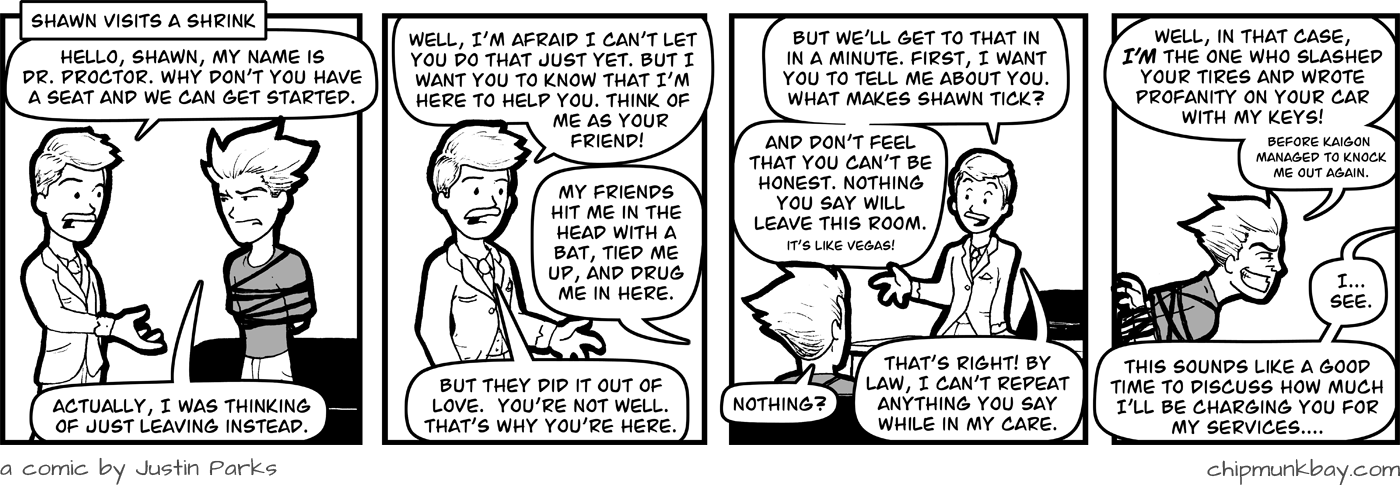 SHAWN VISITS A SHRINK
HELLO, SHAWN, MY NAME IS
DR. PROCTOR. WHY DON'T YOU HAVE
A SEAT AND WE CAN GET STARTED.
ACTUALLY, I WAS THINKING
OF JUST LEAVING INSTEAD.
WELL, I'M AFRAID I CAN'T LET
YOU DO THAT JUST YET. BUT I
WANT YOU TO KNOW THAT I'M
HERE TO HELP YOU. THINK OF
ME AS YOUR
FRIEND!
MY FRIENDS
HIT ME IN THE
HEAD WITH A
BAT, TIED ME
UP, AND DRUG
ME IN HERE.
BUT THEY DID IT OUT OF
LOVE. YOU'RE NOT WELL.
THAT'S WHY YOU'RE HERE.
BUT WE'LL GET TO THAT IN
IN A MINUTE. FIRST, I WANT
YOU TO TELL ME ABOUT YOU.
WHAT MAKES SHAWN TICK?
AND DON'T FEEL
THAT YOU CAN'T BE
HONEST. NOTHING
YOU SAY WILL
LEAVE THIS ROOM.
IT'S LIKE VEGAS!
NOTHING?
THAT'S RIGHT! BY
LAW, I CAN'T REPEAT
ANYTHING YOU SAY
WHILE IN MY CARE.
WELL, IN THAT CASE,
I'M THE ONE WHO SLASHED
YOUR TIRES AND WROTE
PROFANITY ON YOUR CAR
WITH MY KEYS!
BEFORE KAIGON
MANAGED TO KNOCK
ME OUT AGAIN.
I...
SEE.
THIS SOUNDS LIKE A GOOD
TIME TO DISCUSS HOW MUCH
I'LL BE CHARGING YOU FOR
MY SERVICES....
a comic by Justin Parks
chipmunkbay.com